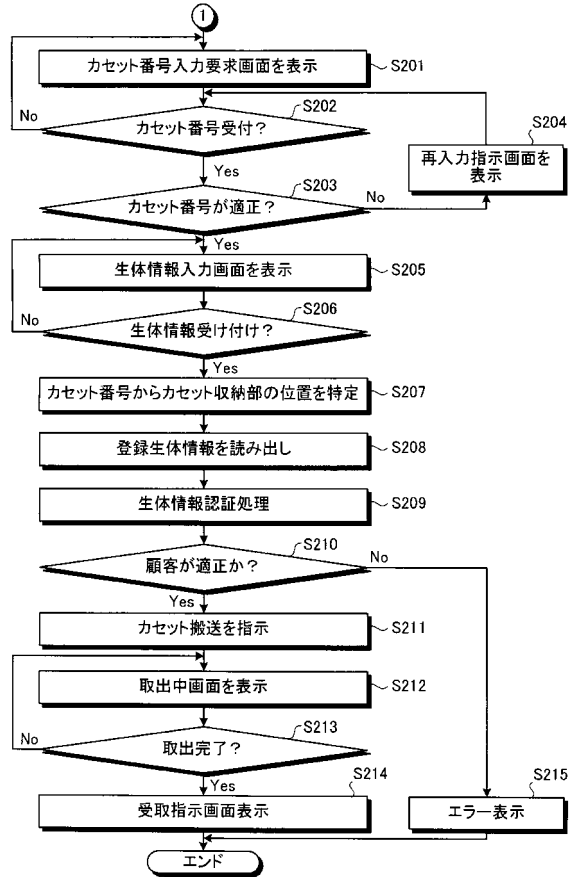 1
カセット番号入力要求画面を表示
S201
No
S202
カセット番号受付？
S204
再入力指示画面を
表示
Yes
S203
カセット番号が適正？
No
Yes
生体情報入力画面を表示
S205
S206
No
生体情報受け付け？
Yes
カセット番号からカセット収納部の位置を特定
S207
登録生体情報を読み出し
S208
生体情報認証処理
S209
S210
顧客が適正か？
No
Yes
カセット搬送を指示
S211
取出中画面を表示
S212
S213
No
取出完了？
Yes
S214
受取指示画面表示
S215
エラー表示
エンド